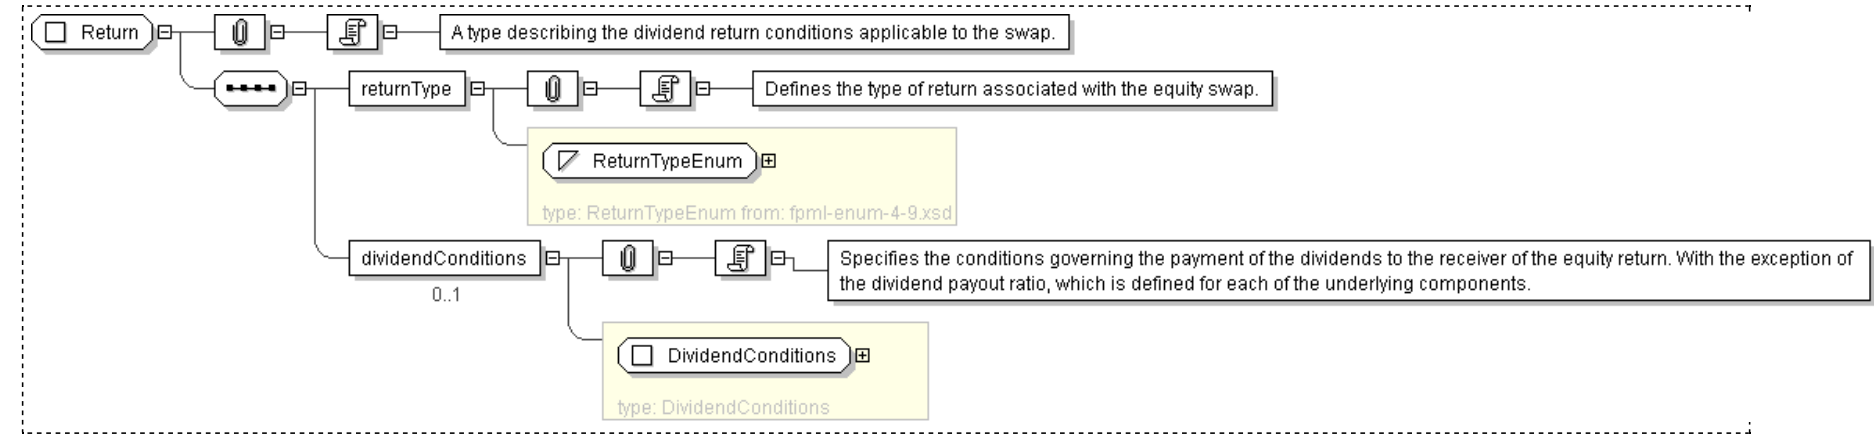 Return
A type describing the dividend return conditions applicable to the swap.
returnType
Defines the type of return associated with the equity swap.
ReturnTypeEnum
type: ReturnTypeEnum from: fpml-enum-4-9.xsd
dividendConditions
0..1
Specifies the conditions governing the payment of the dividends to the receiver of the equity return. With the exception of
the dividend payout ratio, which is defined for each of the underlying components.
DividendConditions
type: DividendConditions